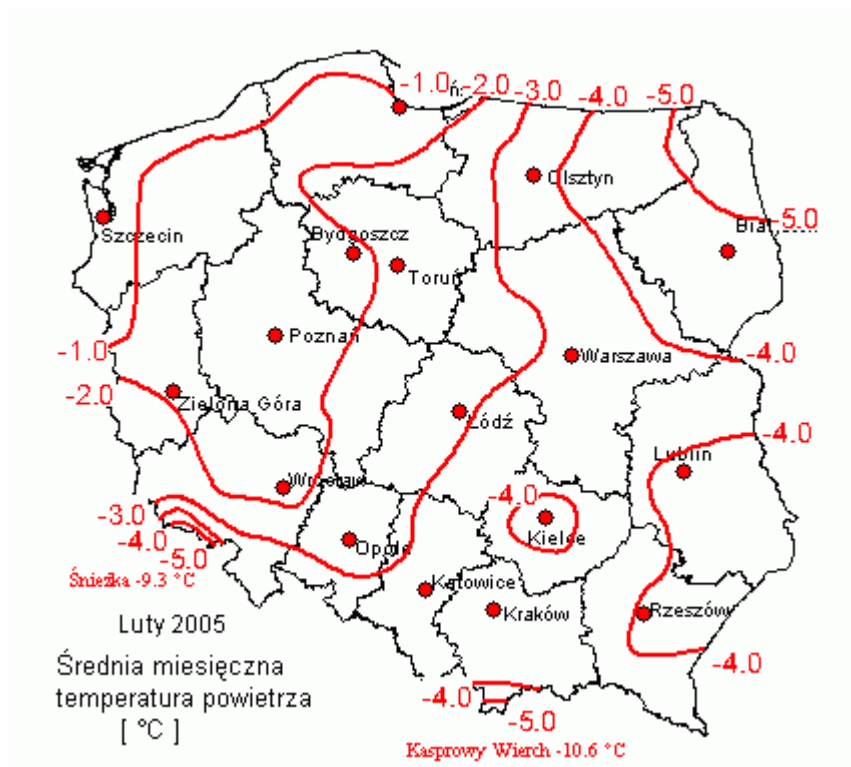 -1.0
-2.0
-3.0
-4.0
-5.0
Olsztyn
-5.0
Szczecin
Bydgoszcz
Toruń
Poznań
-1.0
Warszawa
-4.0
-2.0
Zielona Góra
Łódź
-4.0
Lublin
Wrocław
-4.0
-3.0
Kielce
-4.0
Opole
-5.0
Śnieżka -9.3 °C
Katowice
Kraków
Rzeszów
Luty 2005
-4.0
Średnia miesięczna
temperatura powietrza
[ °C ]
-4.0
-5.0
Kasprowy Wierch -10.6 °C